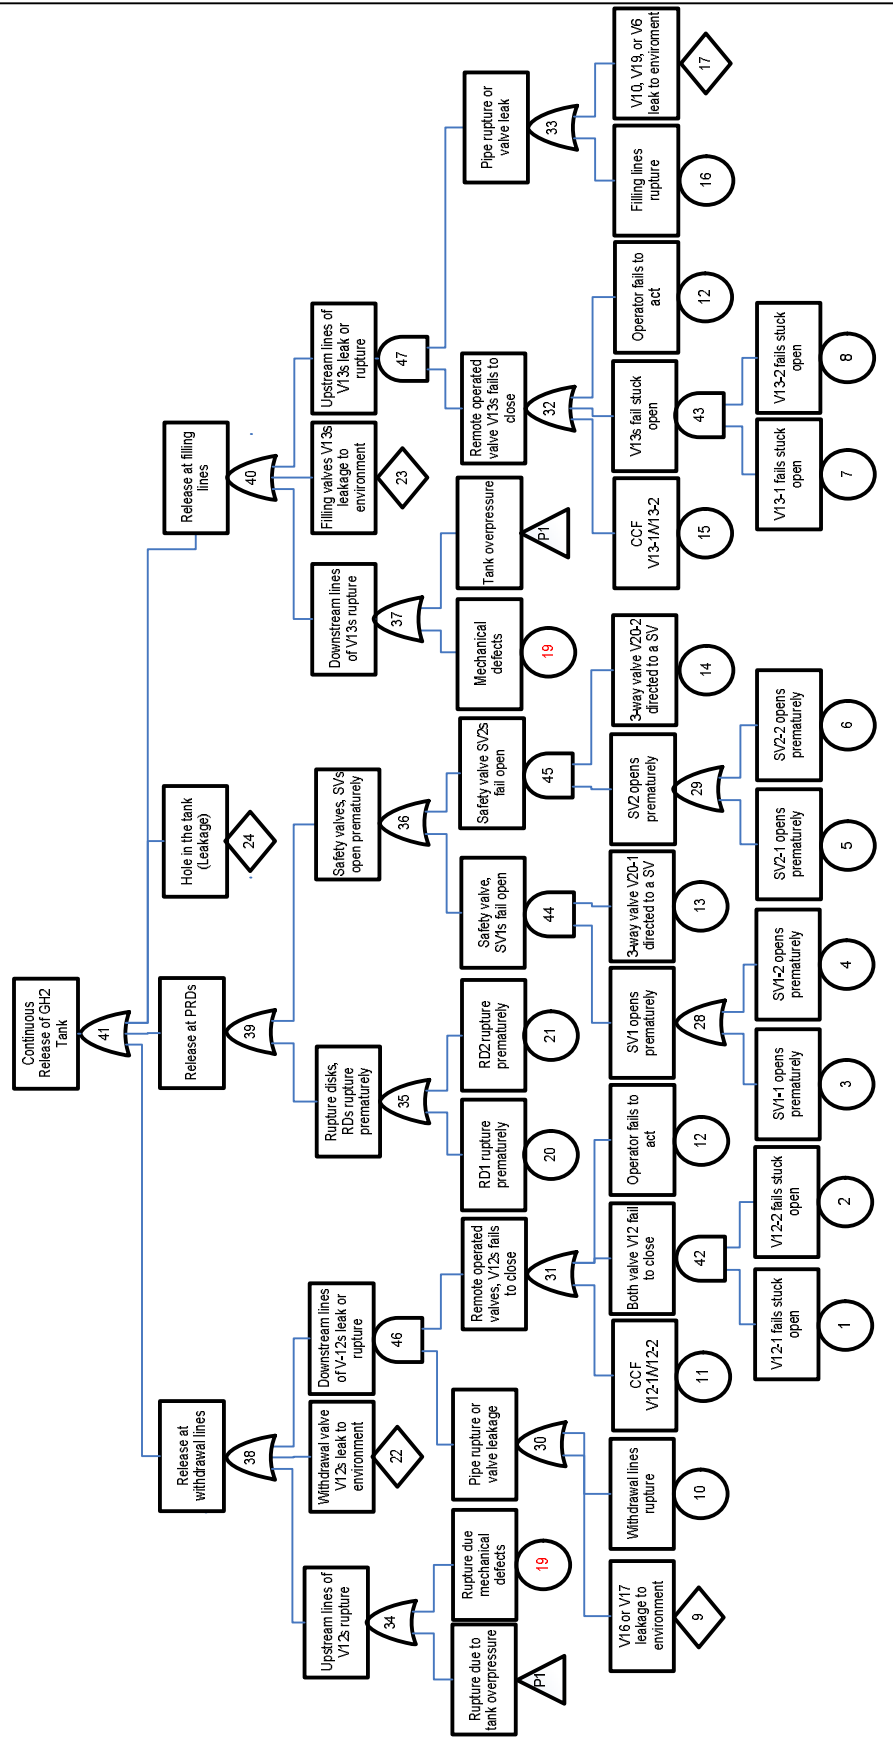 Continuous
Release of GH2
Tank
41
Release at
withdrawal lines
38
Release at PRDs
39
Hole in the tank
(Leakage)
24
Release at filling
lines
40
Upstream lines of
V12s rupture
34
Withdrawal valve
V12s leak to
environment
22
Downstream lines
of V-12s leak or
rupture
46
Rupture disks,
RDs rupture
prematurely
35
Safety valves, SVs
open prematurely
36
Downstream lines
of V13s rupture
37
Filling valves V13s
leakage to
environment
23
Upstream lines of
V13s leak or
rupture
47
Rupture due to
tank overpressure
P1
Rupture due
mechanical
defects
19
Pipe rupture or
valve leakage
30
Remote operated
valves, V12s fails
to close
31
RD1 rupture
prematurely
20
RD2 rupture
prematurely
21
Safety valve,
SV1s fail open
44
Safety valve SV2s
fail open
45
Mechanical
defects
19
Tank overpressure
P1
Remote operated
valve V13s fails to
close
32
Pipe rupture or
valve leak
33
V16 or V17
leakage to
environment
9
Withdrawal lines
rupture
10
CCF
V12-1/V12-2
11
Both valve V12 fail
to close
42
Operator fails to
act
12
SV1 opens
prematurely
28
3-way valve V20-1
directed to a SV
13
SV2 opens
prematurely
29
3-way valve V20-2
directed to a SV
14
CCF
V13-1/V13-2
15
V13s fail stuck
open
43
Operator fails to
act
12
Filling lines
rupture
16
V10, V19, or V6
leak to enviroment
17
V12-1 fails stuck
open
1
V12-2 fails stuck
open
2
SV1-1 opens
prematurely
3
SV1-2 opens
prematurely
4
SV2-1 opens
prematurely
5
SV2-2 opens
prematurely
6
V13-1 fails stuck
open
7
V13-2 fails stuck
open
8